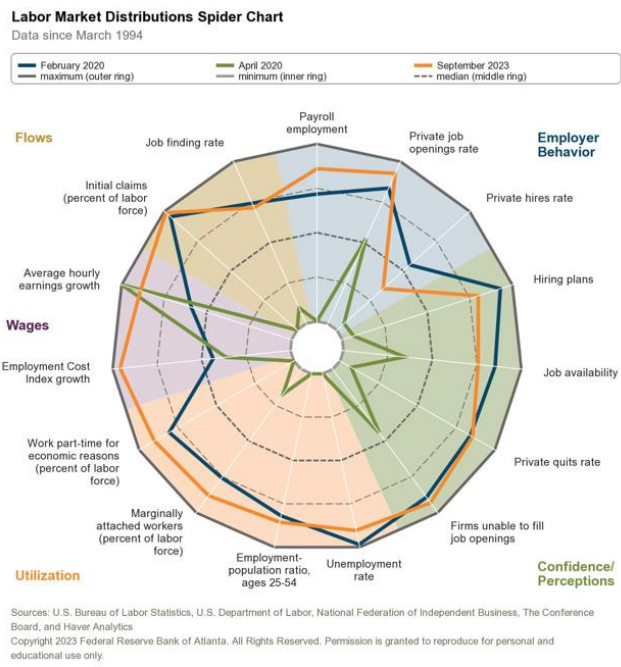 Labor Market Distributions Spider Chart
Data since March 1994
February 2020
April 2020
September 2023
maximum (outer ring)
minimum (inner ring)
median (middle ring)
Flows
Employer
Behavior
Payroll
employment
Job finding rate
Private job
openings rate
Initial claims
(percent of labor
force)
Private hires rate
Average hourly
earnings growth
Hiring plans
Wages
Employment Cost
Index growth
Job availability
Work part-time for
economic reasons
(percent of labor
force)
Private quits rate
Marginally
attached workers
(percent of labor
force)
Firms unable to fill
job openings
Employment-
population ratio,
ages 25-54
Unemployment
rate
Utilization
Confidence/
Perceptions
Sources: U.S. Bureau of Labor Statistics, U.S. Department of Labor, National Federation of Independent Business, The Conference
Board, and Haver Analytics
Copyright 2023 Federal Reserve Bank of Atlanta. All Rights Reserved. Permission is granted to reproduce for personal and
educational use only.